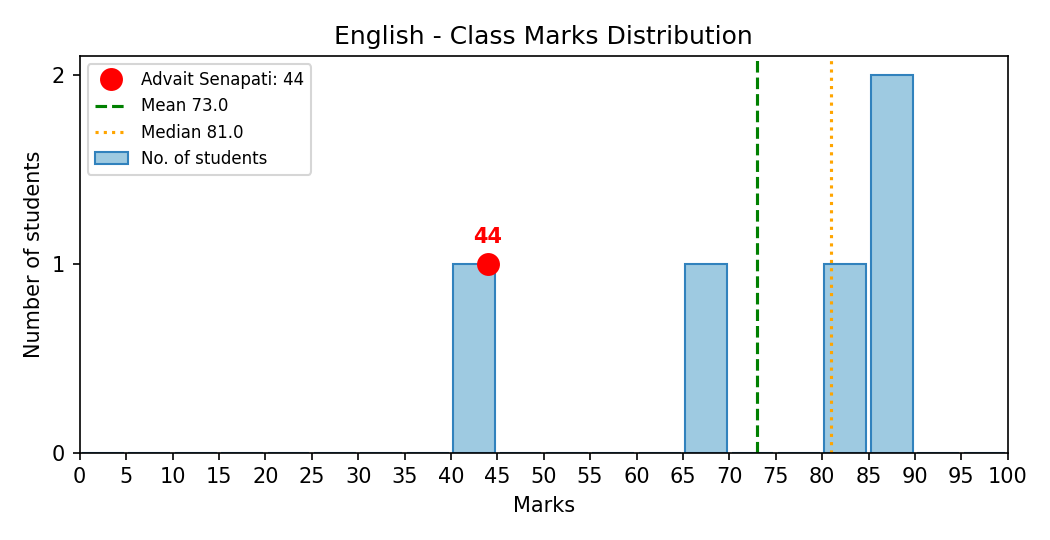 English - Class Marks Distribution
Advait Senapati: 44
Mean 73.0
Median 81.0
No. of students
Number of students
2
1
0
44
0 5 10 15 20 25 30 35 40 45 50 55 60 65 70 75 80 85 90 95 100
Marks